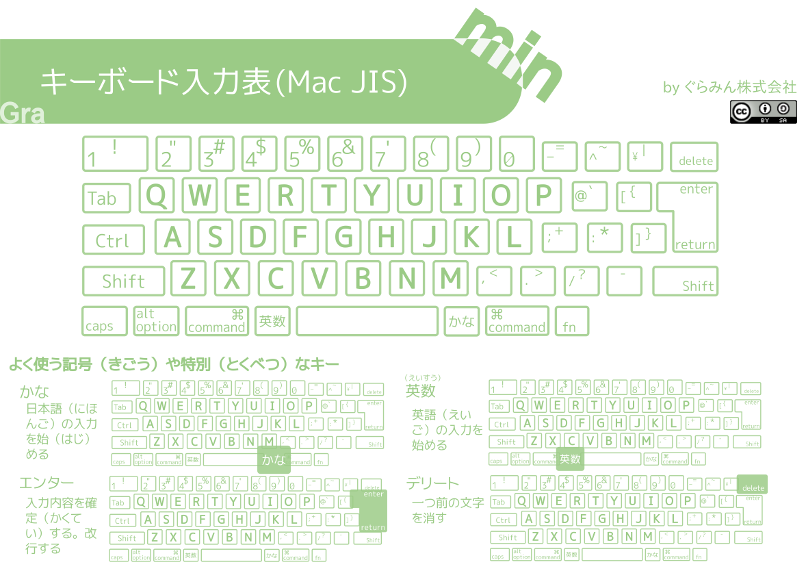 min
キーボード入力表(Mac JIS)
by ぐらみん株式会社
Gra
cc BY SA
1 ! 2 " 3 # 4 $ 5 % 6 & 7 ' 8 ( 9 ) 0 - = ^ ~ ¥ | delete
Tab Q W E R T Y U I O P @ ` [ { enter
Ctrl A S D F G H J K L ; + : * ] } return
Shift Z X C V B N M , < . > / ? - Shift
caps alt option ⌘ command 英数 かな ⌘ command fn
よく使う記号（きごう）や特別（とくべつ）なキー
かな
日本語（にほ
んご）の入力
を始（はじ）
める
かな
（えいすう）
英数
英語（えい
ご）の入力を
始める
英数
エンター
入力内容を確
定（かくて
い）する。改
行する
enter
return
デリート
一つ前の文字
を消す
delete